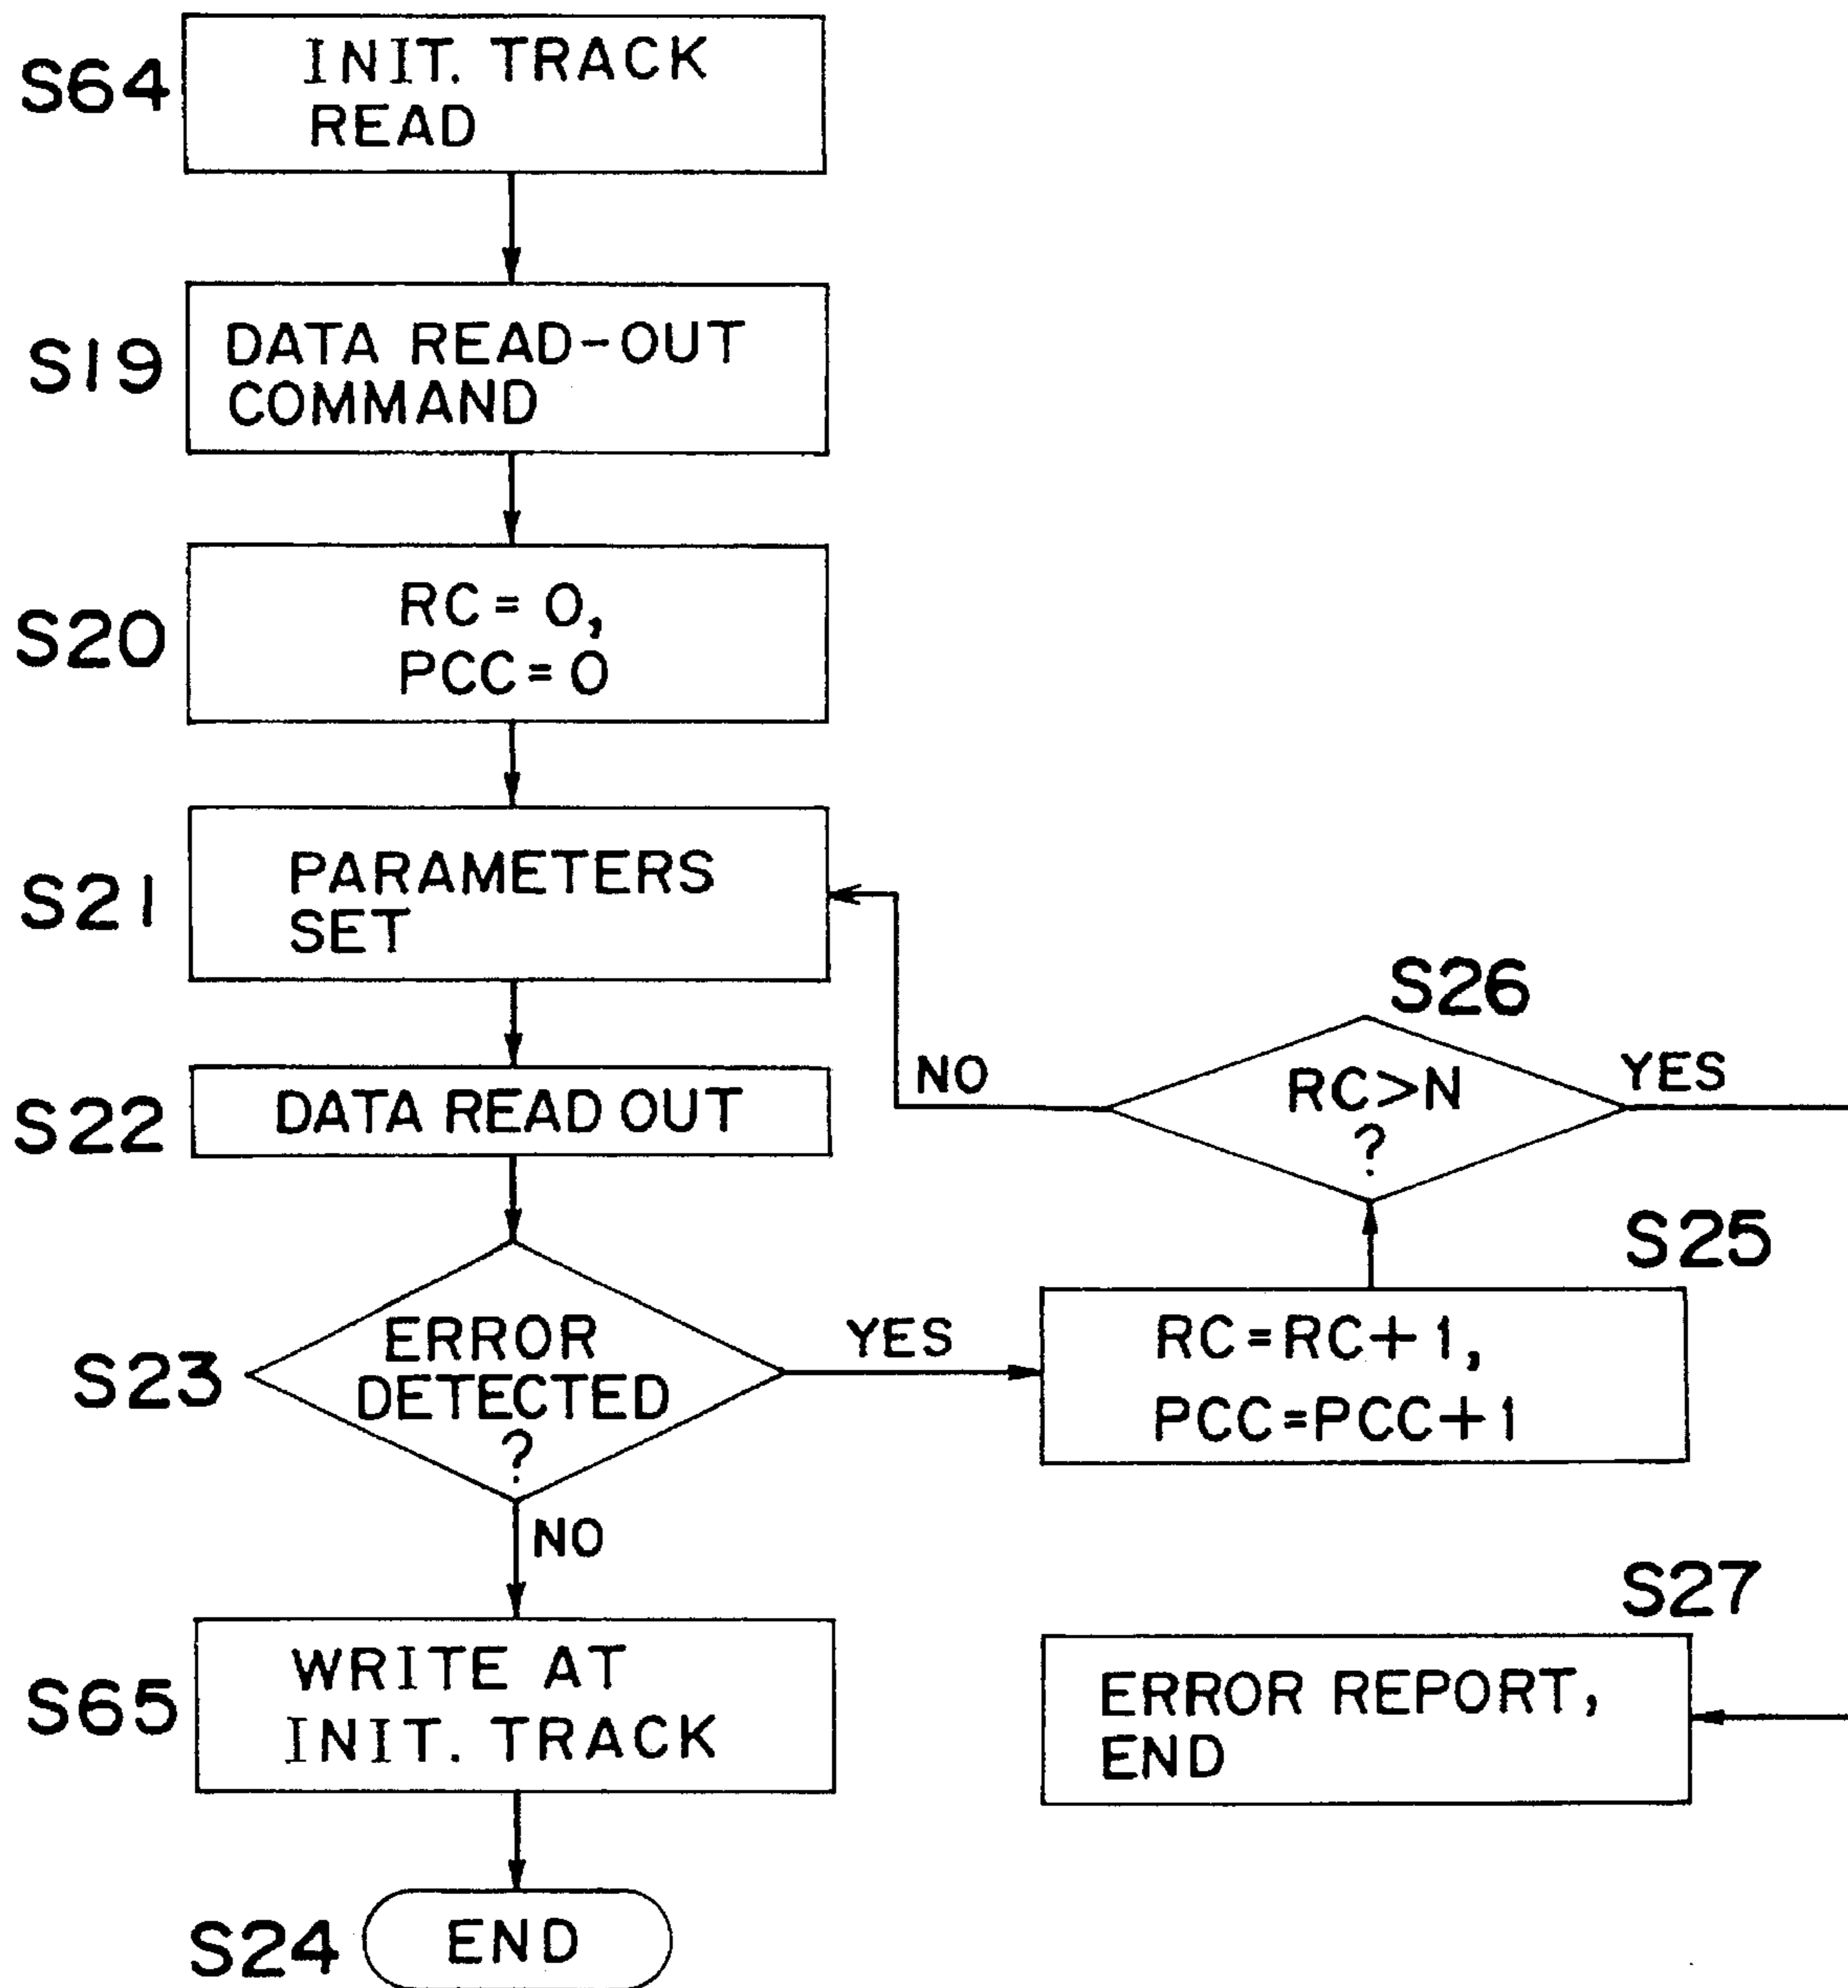 S64
INIT. TRACK
READ
S19
DATA READ-OUT
COMMAND
S20
RC=0,
PCC=0
S21
PARAMETERS
SET
S22
DATA READ OUT
S23
ERROR
DETECTED
?
YES
NO
S25
RC=RC+1,
PCC=PCC+1
S26
RC>N
?
NO
YES
S27
ERROR REPORT,
END
S65
WRITE AT
INIT. TRACK
S24
END